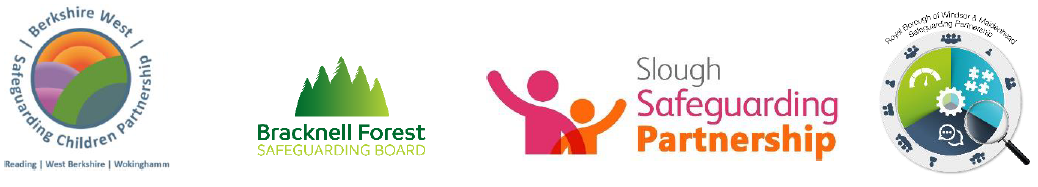 | Berkshire West |
Safeguarding Children Partnership
Reading | West Berkshire | Wokinghamm
Bracknell Forest
SAFEGUARDING BOARD
Slough
Safeguarding
Partnership
Royal Borough of Windsor & Maidenhead
Safeguarding Partnership